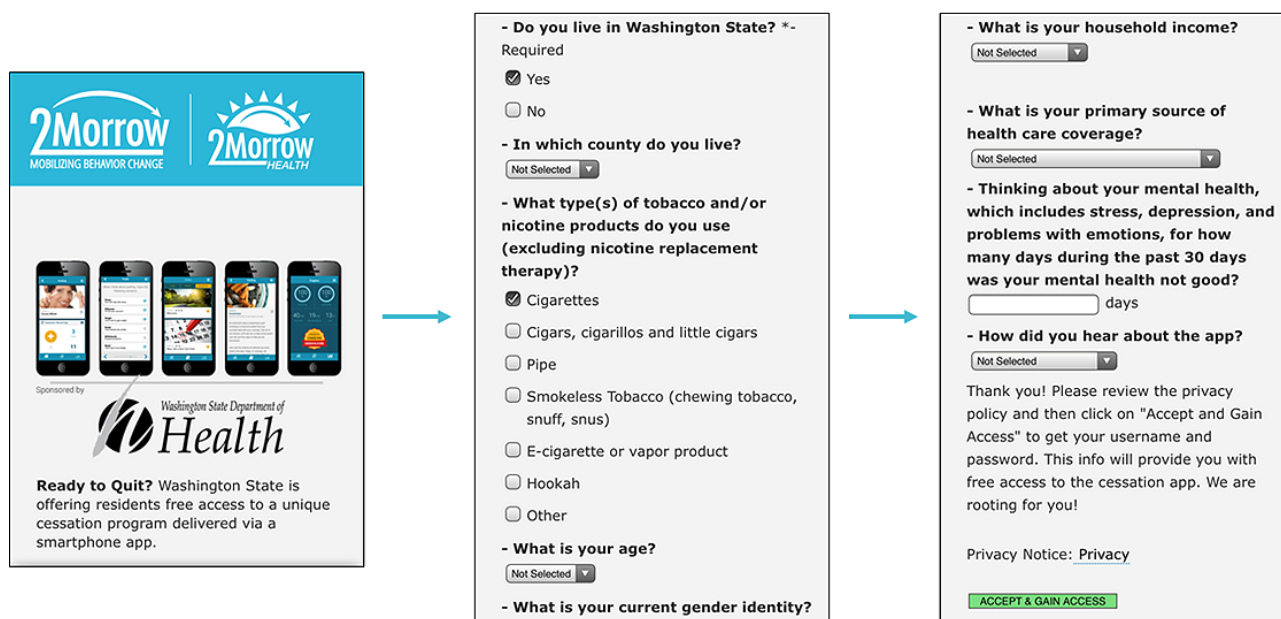 2Morrow
MOBILIZING BEHAVIOR CHANGE
2Morrow
HEALTH
Sponsored by
Washington State Department of
Health
Ready to Quit? Washington State is
offering residents free access to a unique
cessation program delivered via a
smartphone app.
- Do you live in Washington State? *-
Required
Yes
No
- In which county do you live?
Not Selected
- What type(s) of tobacco and/or
nicotine products do you use
(excluding nicotine replacement
therapy)?
Cigarettes
Cigars, cigarillos and little cigars
Pipe
Smokeless Tobacco (chewing tobacco,
snuff, snus)
E-cigarette or vapor product
Hookah
Other
- What is your age?
Not Selected
- What is your current gender identity?
- What is your household income?
Not Selected
- What is your primary source of
health care coverage?
Not Selected
- Thinking about your mental health,
which includes stress, depression, and
problems with emotions, for how
many days during the past 30 days
was your mental health not good?
days
- How did you hear about the app?
Not Selected
Thank you! Please review the privacy
policy and then click on "Accept and Gain
Access" to get your username and
password. This info will provide you with
free access to the cessation app. We are
rooting for you!
Privacy Notice: Privacy
ACCEPT & GAIN ACCESS